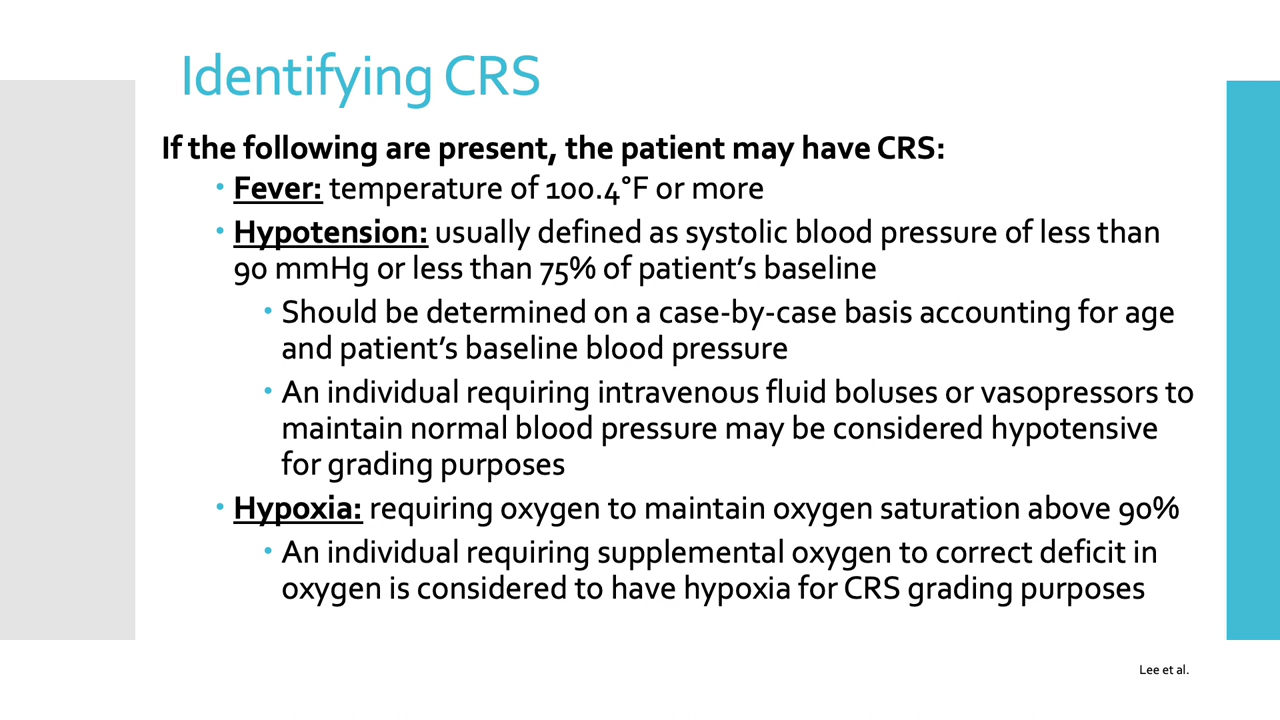 Identifying CRS
If the following are present, the patient may have CRS:
• Fever: temperature of 100.4°F or more
• Hypotension: usually defined as systolic blood pressure of less than
90 mmHg or less than 75% of patient’s baseline
• Should be determined on a case-by-case basis accounting for age
and patient’s baseline blood pressure
• An individual requiring intravenous fluid boluses or vasopressors to
maintain normal blood pressure may be considered hypotensive
for grading purposes
• Hypoxia: requiring oxygen to maintain oxygen saturation above 90%
• An individual requiring supplemental oxygen to correct deficit in
oxygen is considered to have hypoxia for CRS grading purposes
Lee et al.